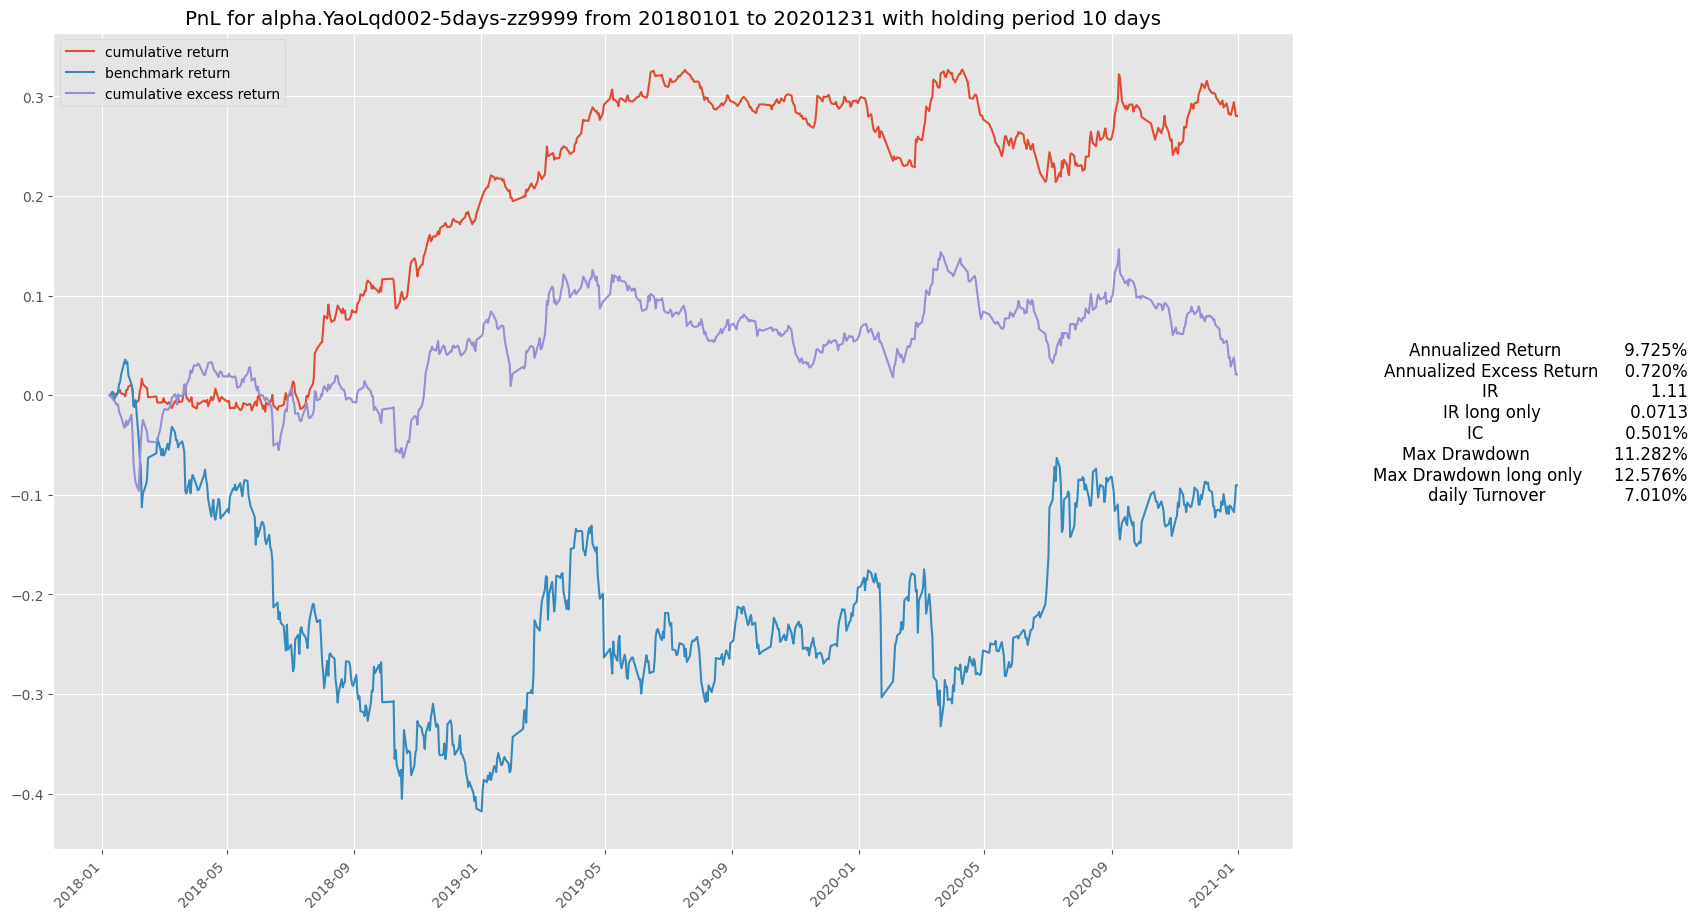 PnL for alpha.YaoLqd002-5days-zz9999 from 20180101 to 20201231 with holding period 10 days
cumulative return
benchmark return
cumulative excess return
0.3
0.2
0.1
0.0
−0.1
−0.2
−0.3
−0.4
2018-01
2018-05
2018-09
2019-01
2019-05
2019-09
2020-01
2020-05
2020-09
2021-01
Annualized Return 9.725%
Annualized Excess Return 0.720%
IR 1.11
IR long only 0.0713
IC 0.501%
Max Drawdown 11.282%
Max Drawdown long only 12.576%
daily Turnover 7.010%